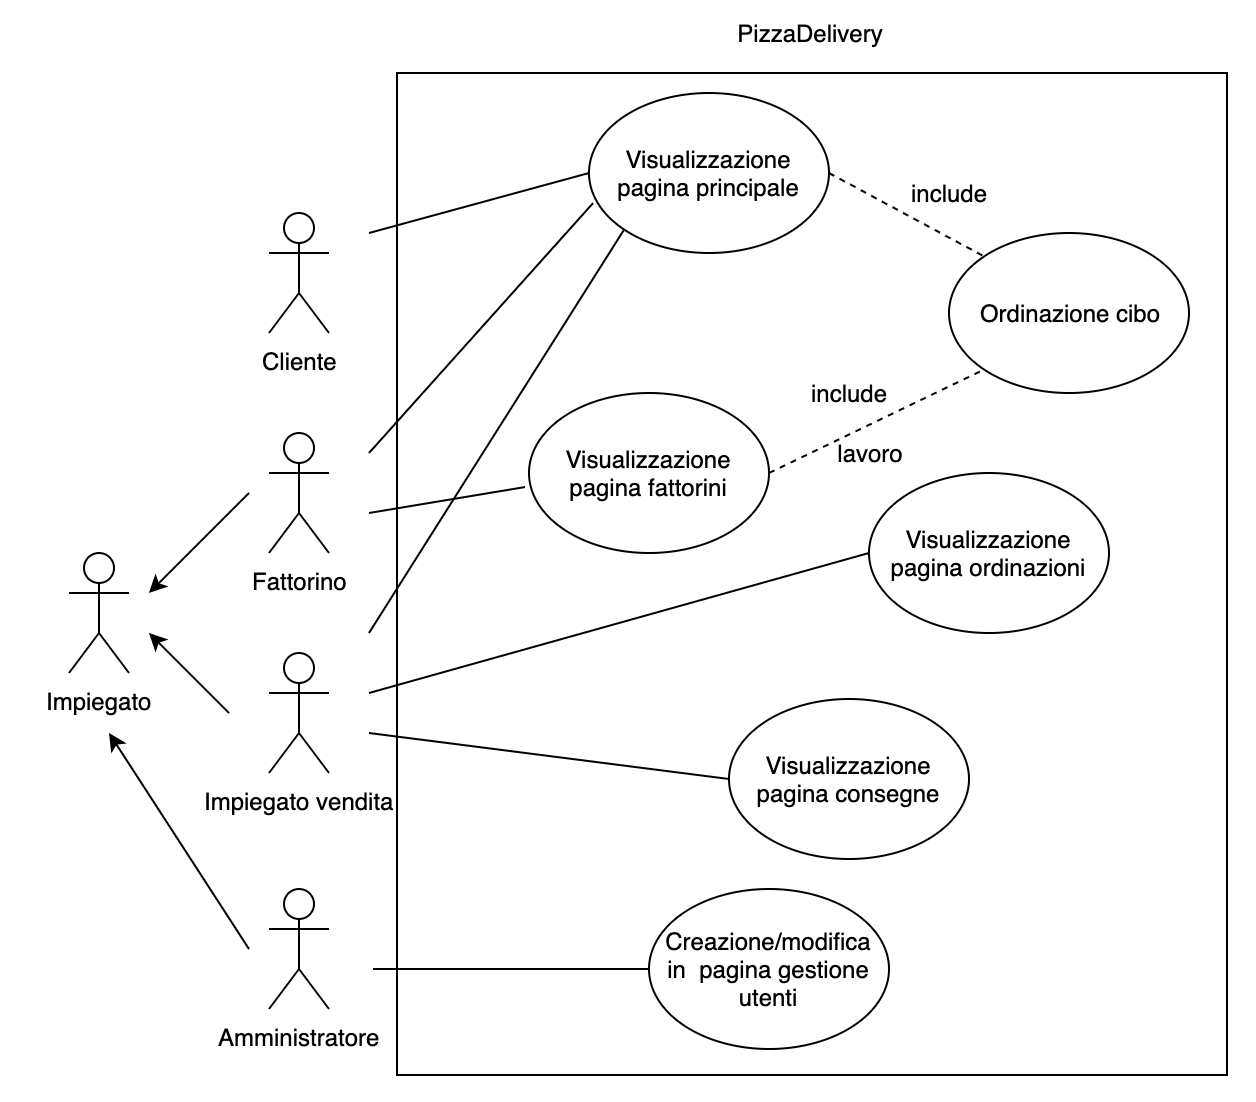 PizzaDelivery
Visualizzazione
pagina principale
include
Ordinazione cibo
Cliente
include
lavoro
Visualizzazione
pagina fattorini
Fattorino
Visualizzazione
pagina ordinazioni
Impiegato
Impiegato vendita
Visualizzazione
pagina consegne
Creazione/modifica
in pagina gestione
utenti
Amministratore